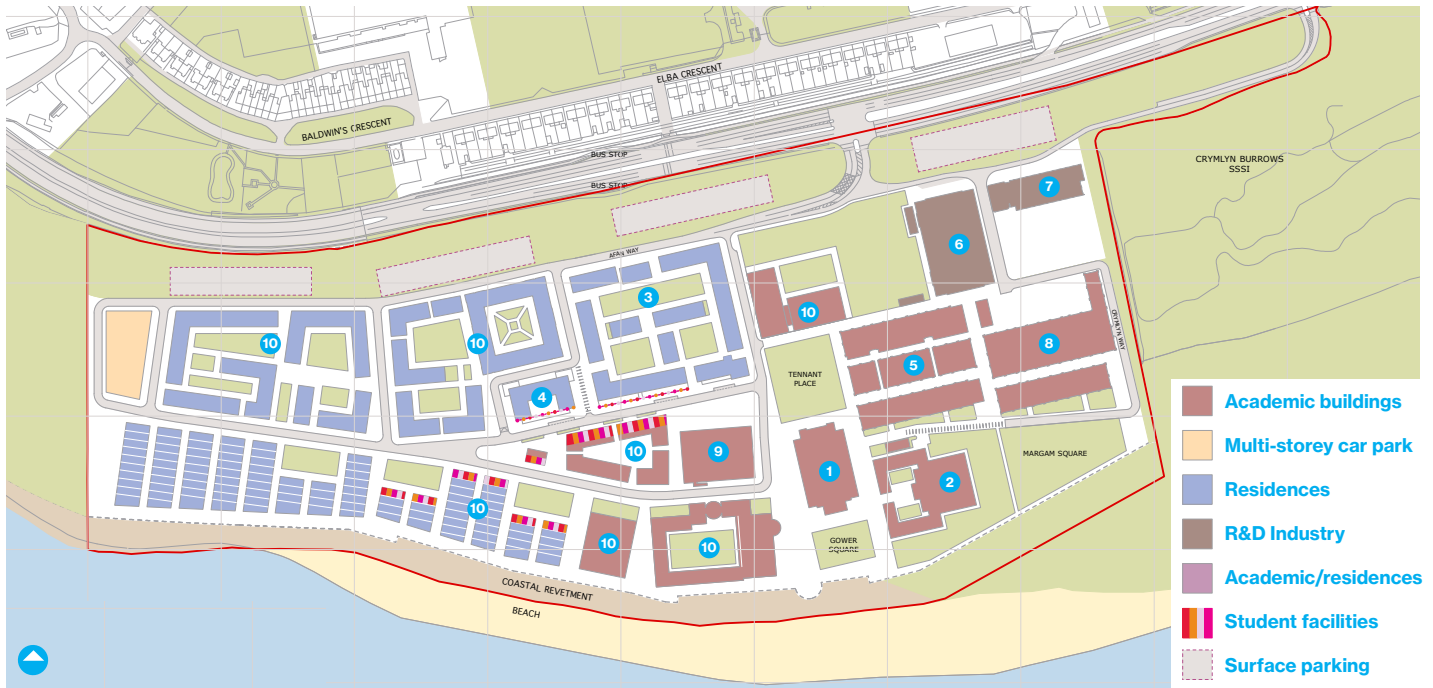 ELBA CRESCENT
BALDWIN'S CRESCENT
BUS STOP
CRYMLYN BURROWS
SSSI
BUS STOP
7
6
AFAN WAY
3
10
10
10
CRYMLYN WAY
8
5
TENNANT
PLACE
4
10
9
1
MARGAM SQUARE
2
10
10
10
GOWER
SQUARE
COASTAL REVETMENT
BEACH
Academic buildings
Multi-storey car park
Residences
R&D Industry
Academic/residences
Student facilities
Surface parking